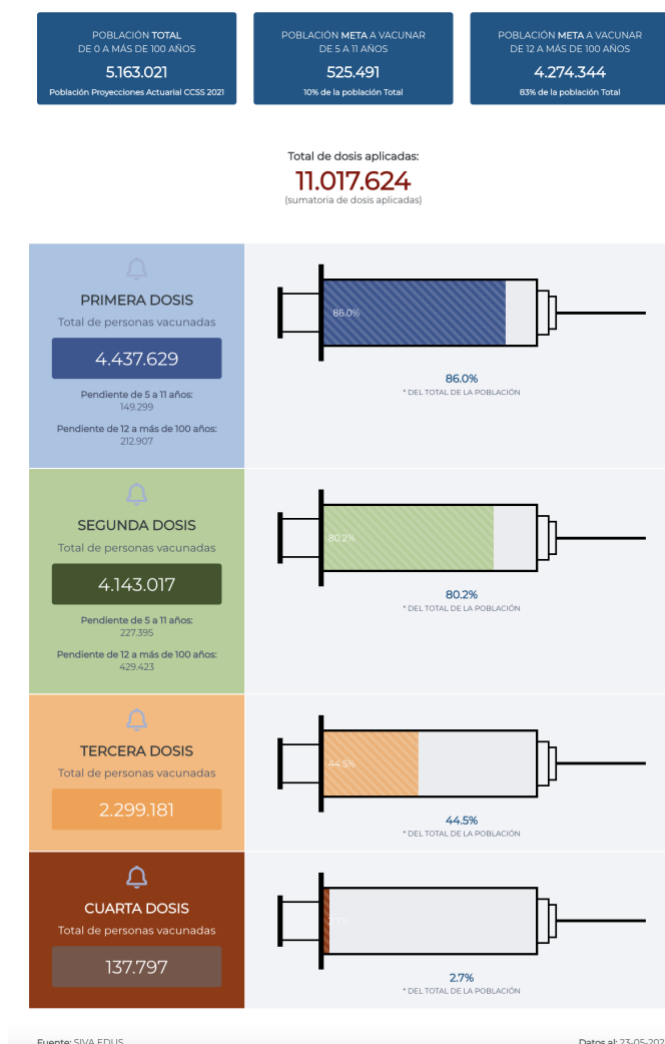 POBLACIÓN TOTAL
DE 0 A MÁS DE 100 AÑOS
5.163.021
Población Proyecciones Actuarial CCSS 2021
POBLACIÓN META A VACUNAR
DE 5 A 11 AÑOS
525.491
10% de la población Total
POBLACIÓN META A VACUNAR
DE 12 A MÁS DE 100 AÑOS
4.274.344
83% de la población Total
Total de dosis aplicadas:
11.017.624
(sumatoria de dosis aplicadas)
PRIMERA DOSIS
Total de personas vacunadas
4.437.629
Pendiente de 5 a 11 años:
149.299
Pendiente de 12 a más de 100 años:
212.907
86.0%
86.0%
* DEL TOTAL DE LA POBLACIÓN
SEGUNDA DOSIS
Total de personas vacunadas
4.143.017
Pendiente de 5 a 11 años:
227.395
Pendiente de 12 a más de 100 años:
429.423
80.2%
80.2%
* DEL TOTAL DE LA POBLACIÓN
TERCERA DOSIS
Total de personas vacunadas
2.299.181
44.5%
44.5%
* DEL TOTAL DE LA POBLACIÓN
CUARTA DOSIS
Total de personas vacunadas
137.797
2.7%
* DEL TOTAL DE LA POBLACIÓN
Fuente: SIVA EDUS
Datos al: 23-05-202